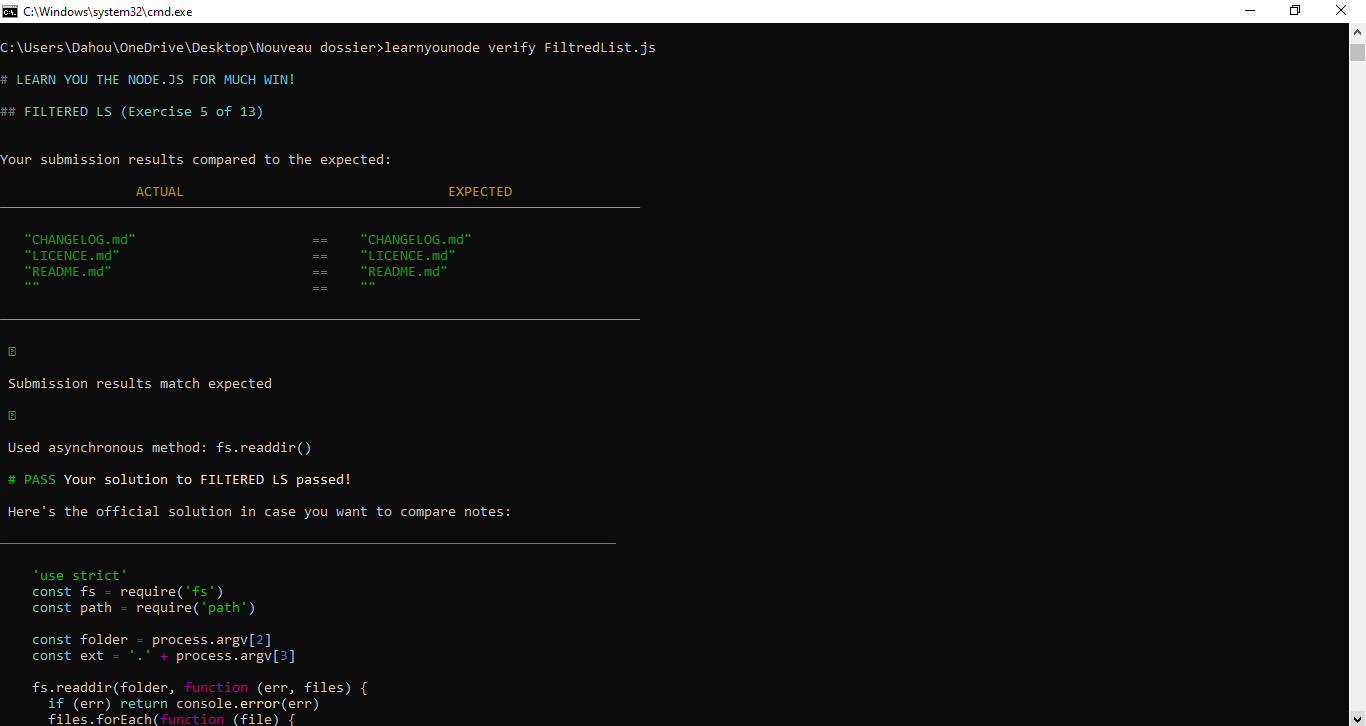 C:\Windows\system32\cmd.exe
C:\Users\Dahou\OneDrive\Desktop\Nouveau dossier>learnyounode verify FiltredList.js
# LEARN YOU THE NODE.JS FOR MUCH WIN!
## FILTERED LS (Exercise 5 of 13)
Your submission results compared to the expected:
ACTUAL EXPECTED
"CHANGELOG.md" == "CHANGELOG.md"
"LICENCE.md" == "LICENCE.md"
"README.md" == "README.md"
"" == ""
Submission results match expected
Used asynchronous method: fs.readdir()
# PASS Your solution to FILTERED LS passed!
Here's the official solution in case you want to compare notes:
'use strict'
const fs = require('fs')
const path = require('path')
const folder = process.argv[2]
const ext = '.' + process.argv[3]
fs.readdir(folder, function (err, files) {
if (err) return console.error(err)
files.forEach(function (file) {